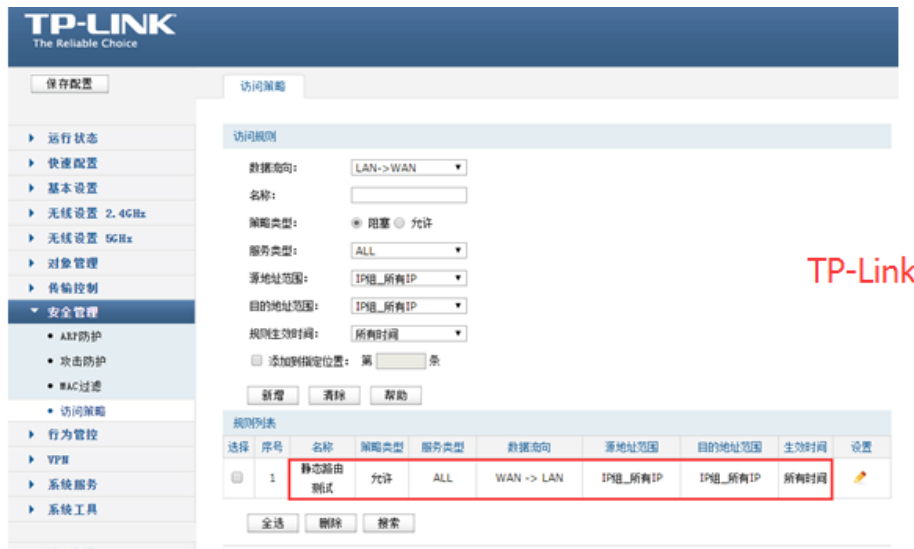 TP-LINK
The Reliable Choice
保存配置
访问策略
运行状态
快速配置
基本设置
无线设置 2.4GHz
无线设置 5GHz
对象管理
传输控制
安全管理
ARP防护
攻击防护
MAC过滤
访问策略
行为管控
VPN
系统服务
系统工具
访问规则
数据流向: LAN->WAN
名称:
策略类型: 阻塞 允许
服务类型: ALL
源地址范围: IP组_所有IP
目的地址范围: IP组_所有IP
规则生效时间: 所有时间
添加到指定位置: 第 条
新增 清除 帮助
规则列表
选择 序号 名称 策略类型 服务类型 数据流向 源地址范围 目的地址范围 生效时间 设置
1 静态路由测试 允许 ALL WAN -> LAN IP组_所有IP IP组_所有IP 所有时间
全选 删除 搜索
TP-Link